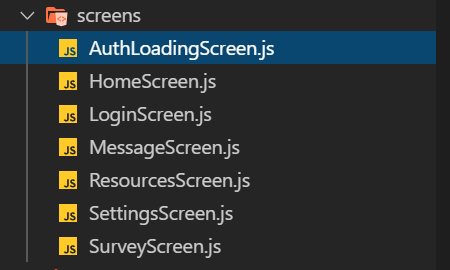 screens
JS AuthLoadingScreen.js
JS HomeScreen.js
JS LoginScreen.js
JS MessageScreen.js
JS ResourcesScreen.js
JS SettingsScreen.js
JS SurveyScreen.js